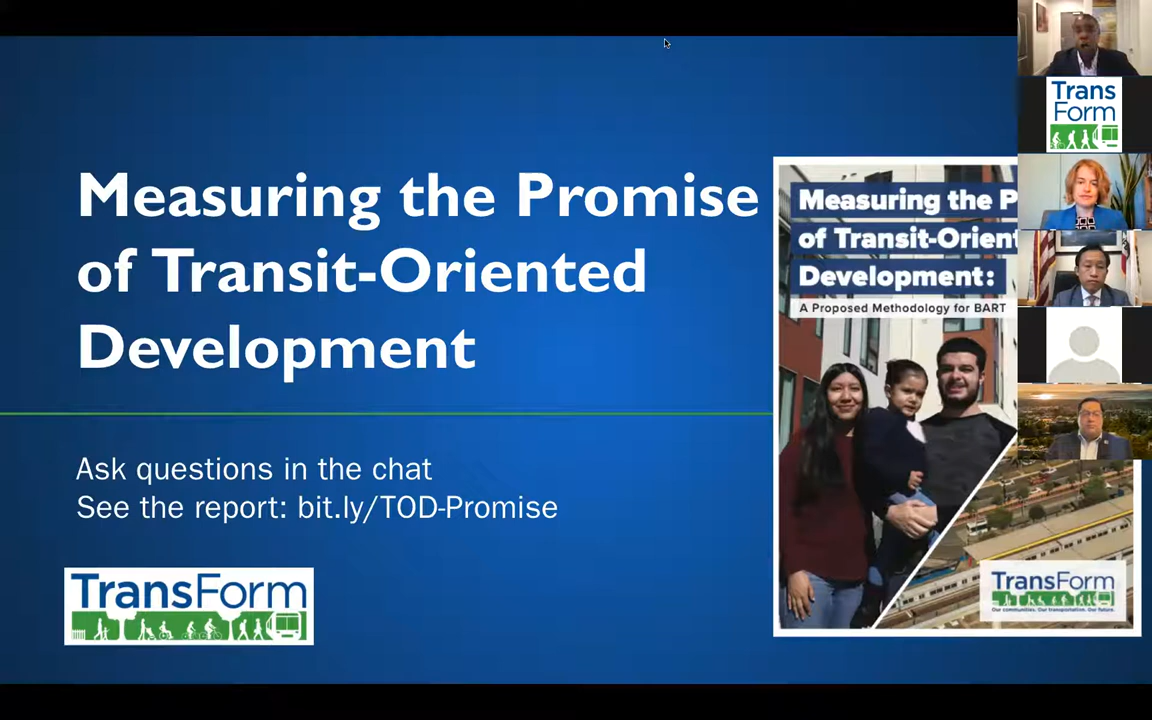 Measuring the Promise
of Transit-Oriented
Development
Ask questions in the chat
See the report: bit.ly/TOD-Promise
TransForm
Measuring the P
of Transit-Orient
Development:
A Proposed Methodology for BART
TransForm
Our communities. Our transportation. Our future.
Trans
Form